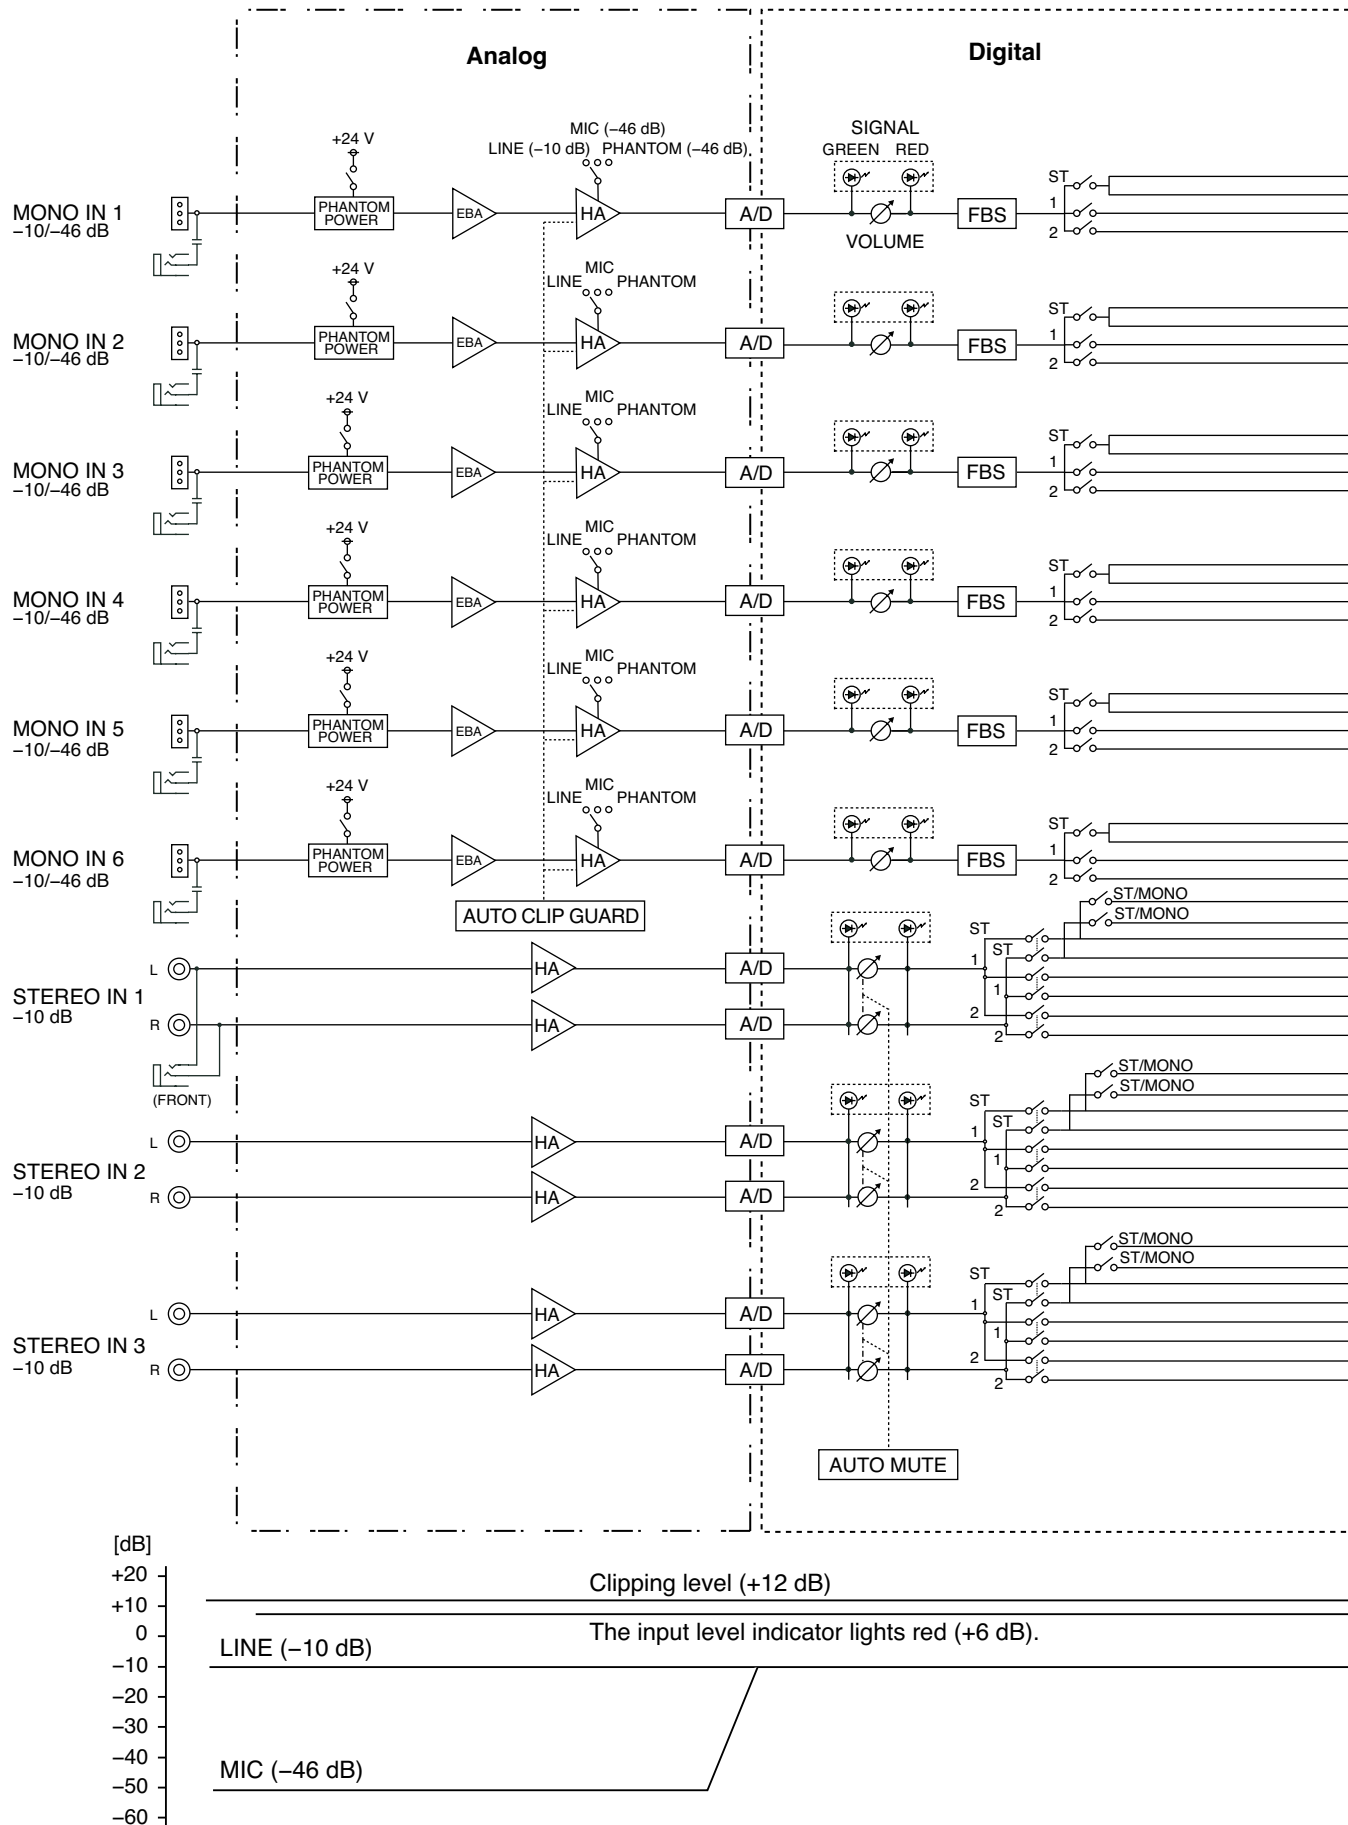 Analog
Digital
MIC (−46 dB)
LINE (−10 dB) PHANTOM (−46 dB)
+24 V
SIGNAL
GREEN RED
MONO IN 1
−10/−46 dB
PHANTOM
POWER
EBA
HA
A/D
VOLUME
FBS
ST
1
2
+24 V
MIC
LINE PHANTOM
MONO IN 2
−10/−46 dB
PHANTOM
POWER
EBA
HA
A/D
FBS
ST
1
2
+24 V
MIC
LINE PHANTOM
MONO IN 3
−10/−46 dB
PHANTOM
POWER
EBA
HA
A/D
FBS
ST
1
2
+24 V
MIC
LINE PHANTOM
MONO IN 4
−10/−46 dB
PHANTOM
POWER
EBA
HA
A/D
FBS
ST
1
2
+24 V
MIC
LINE PHANTOM
MONO IN 5
−10/−46 dB
PHANTOM
POWER
EBA
HA
A/D
FBS
ST
1
2
+24 V
MIC
LINE PHANTOM
MONO IN 6
−10/−46 dB
PHANTOM
POWER
EBA
HA
A/D
FBS
ST
1
2
AUTO CLIP GUARD
ST/MONO
ST/MONO
STEREO IN 1
−10 dB
L
R
(FRONT)
HA
HA
A/D
A/D
ST
ST
1
1
2
2
ST/MONO
ST/MONO
STEREO IN 2
−10 dB
L
R
HA
HA
A/D
A/D
ST
ST
1
1
2
2
ST/MONO
ST/MONO
STEREO IN 3
−10 dB
L
R
HA
HA
A/D
A/D
ST
ST
1
1
2
2
AUTO MUTE
[dB]
+20
+10
0
−10
−20
−30
−40
−50
−60
Clipping level (+12 dB)
The input level indicator lights red (+6 dB).
LINE (−10 dB)
MIC (−46 dB)